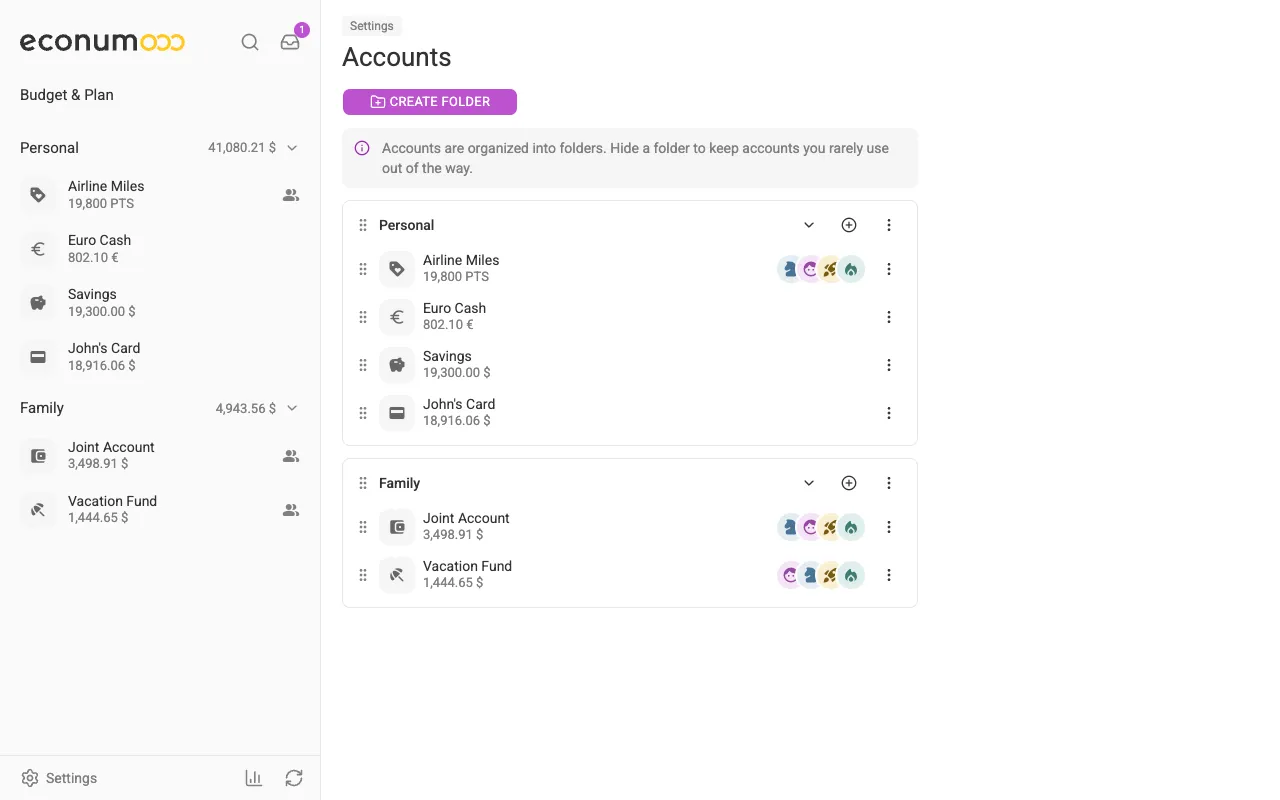 econumo
1
Budget & Plan
Personal 41,080.21 $
Airline Miles
19,800 PTS
Euro Cash
802.10 €
Savings
19,300.00 $
John's Card
18,916.06 $
Family 4,943.56 $
Joint Account
3,498.91 $
Vacation Fund
1,444.65 $
Settings
Settings
Accounts
CREATE FOLDER
Accounts are organized into folders. Hide a folder to keep accounts you rarely use
out of the way.
Personal
Airline Miles
19,800 PTS
Euro Cash
802.10 €
Savings
19,300.00 $
John's Card
18,916.06 $
Family
Joint Account
3,498.91 $
Vacation Fund
1,444.65 $